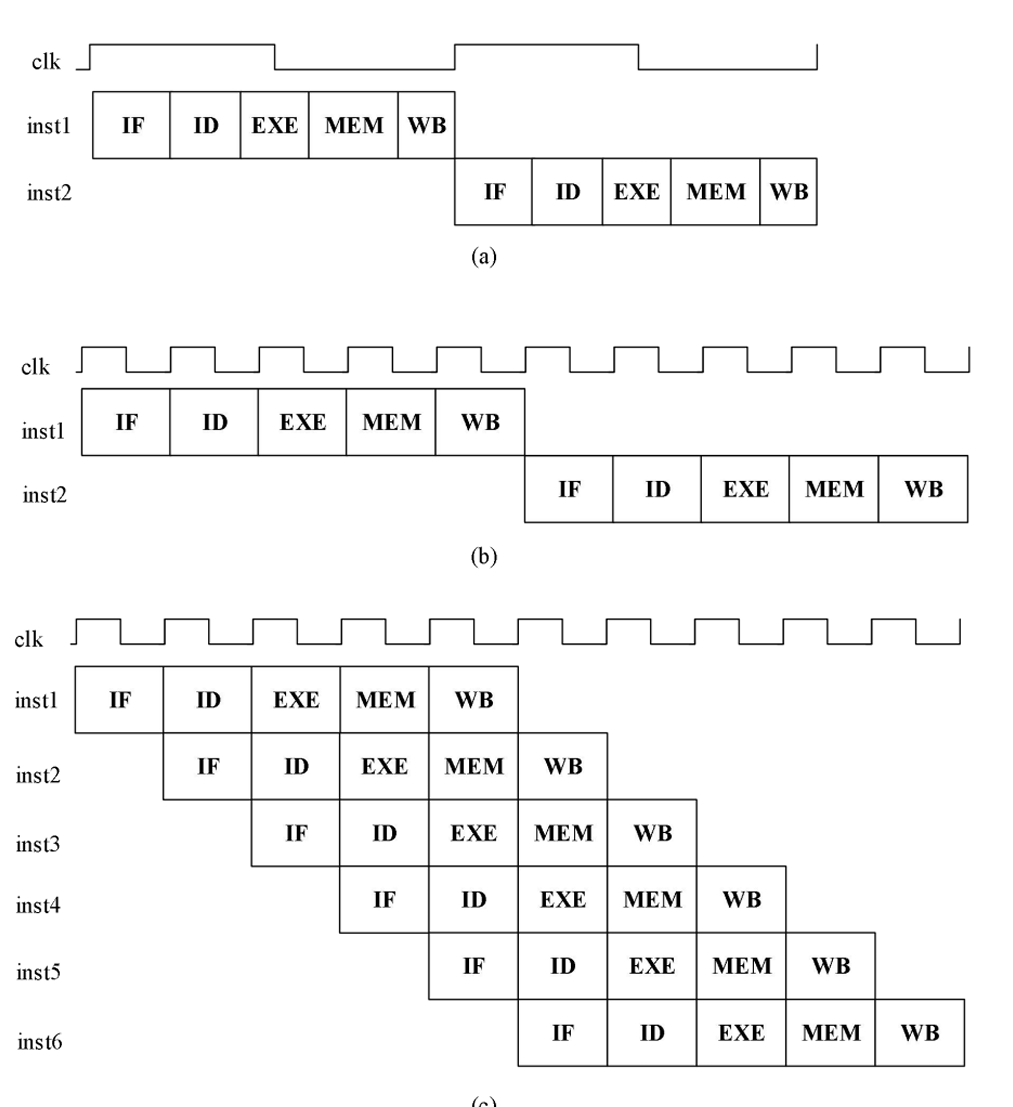 clk
inst1 IF ID EXE MEM WB
inst2 IF ID EXE MEM WB
(a)
clk
inst1 IF ID EXE MEM WB
inst2 IF ID EXE MEM WB
(b)
clk
inst1 IF ID EXE MEM WB
inst2 IF ID EXE MEM WB
inst3 IF ID EXE MEM WB
inst4 IF ID EXE MEM WB
inst5 IF ID EXE MEM WB
inst6 IF ID EXE MEM WB
(c)